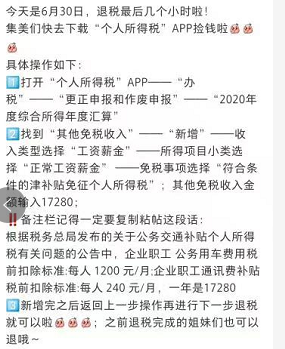 今天是6月30日，退税最后几个小时啦！
集美们快去下载“个人所得税”APP捡钱啦💰💰
💰
具体操作如下：
1️⃣打开“个人所得税”APP——“办
税”——“更正申报和作废申报”——“2020年
度综合所得年度汇算”
2️⃣找到“其他免税收入”——“新增”——收
入类型选择“工资薪金”——所得项目小类选
择“正常工资薪金”——免税事项选择“符合条
件的津补贴免征个人所得税”；其他免税收入金
额输入17280;
‼️备注栏记得一定要复制粘帖这段话：
根据税务总局发布的关于公务交通补贴个人所得
税有关问题的公告中，企业职工 公务用车费用税
前扣除标准:每人 1200 元/月;企业职工通讯费补贴
税前扣除标准:每人 240 元/月，一年是17280
3️⃣新增完之后返回上一步操作再进行下一步退税
就可以啦💰💰💰；之前退税完成的姐妹们也可以
退哦～